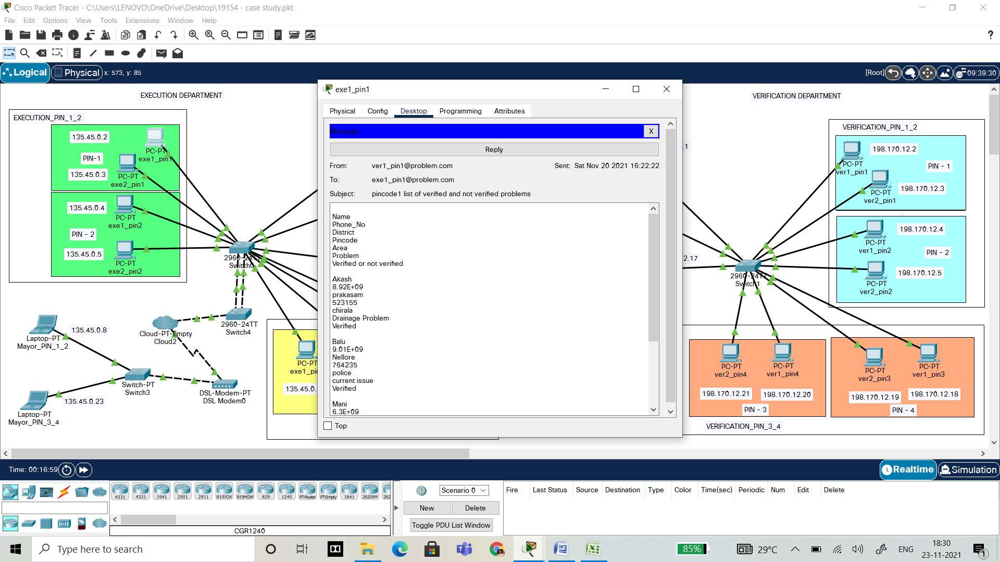 Cisco Packet Tracer - C:\Users\LENOVO\OneDrive\Desktop\19154 - case study.pkt
File Edit Options View Tools Extensions Window Help
?
Logical Physical x: 573, y: 85
[Root] 09:39:30
EXECUTION DEPARTMENT
EXECUTION_PIN_1_2
135.45.0.2
PC-PT
exe1_pin1
PIN-1
135.45.0.3
PC-PT
exe2_pin1
135.45.0.4
PC-PT
exe1_pin2
PIN - 2
135.45.0.5
PC-PT
exe2_pin2
2960-24TT
Switch0
2960-24TT
Switch4
Cloud-PT-Empty
Cloud2
135.45.0.8
Laptop-PT
Mayor_PIN_1_2
Switch-PT
Switch3
DSL-Modem-PT
DSL Modem0
135.45.0.23
Laptop-PT
Mayor_PIN_3_4
PC-PT
exe1_pi
135.45.0.
exe1_pin1
Physical Config Desktop Programming Attributes
Message X
Reply
From: ver1_pin1@problem.com Sent: Sat Nov 20 2021 16:22:22
To: exe1_pin1@problem.com
Subject: pincode1 list of verified and not verified problems
Name
Phone_No
District
Pincode
Area
Problem
Verified or not verified
Akash
8.92E+09
prakasam
523155
chirala
Drainage Problem
Verified
Balu
9.01E+09
Nellore
764235
police
current issue
Verified
Mani
6.3E+09
Top
VERIFICATION DEPARTMENT
.1
2.17
VERIFICATION_PIN_1_2
198.170.12.2
PC-PT
ver1_pin1
PIN - 1
198.170.12.3
PC-PT
ver2_pin1
198.170.12.4
PC-PT
ver1_pin2
PIN - 2
198.170.12.5
PC-PT
ver2_pin2
2960-24TT
Switch1
PC-PT
ver2_pin4
PC-PT
ver1_pin4
198.170.12.21
198.170.12.20
PIN - 3
PC-PT
ver2_pin3
PC-PT
ver1_pin3
198.170.12.19
198.170.12.18
PIN - 4
VERIFICATION_PIN_3_4
Time: 00:16:59
Realtime Simulation
4331 4321 1941 2901 2911 819IOX 819HGW 829 1240 PT-Router PT-Empty 1841 2620XM 262
CGR1240
Scenario 0
New Delete
Toggle PDU List Window
Fire Last Status Source Destination Type Color Time(sec) Periodic Num Edit Delete
Type here to search
85%
29°C
ENG
18:30
23-11-2021
1